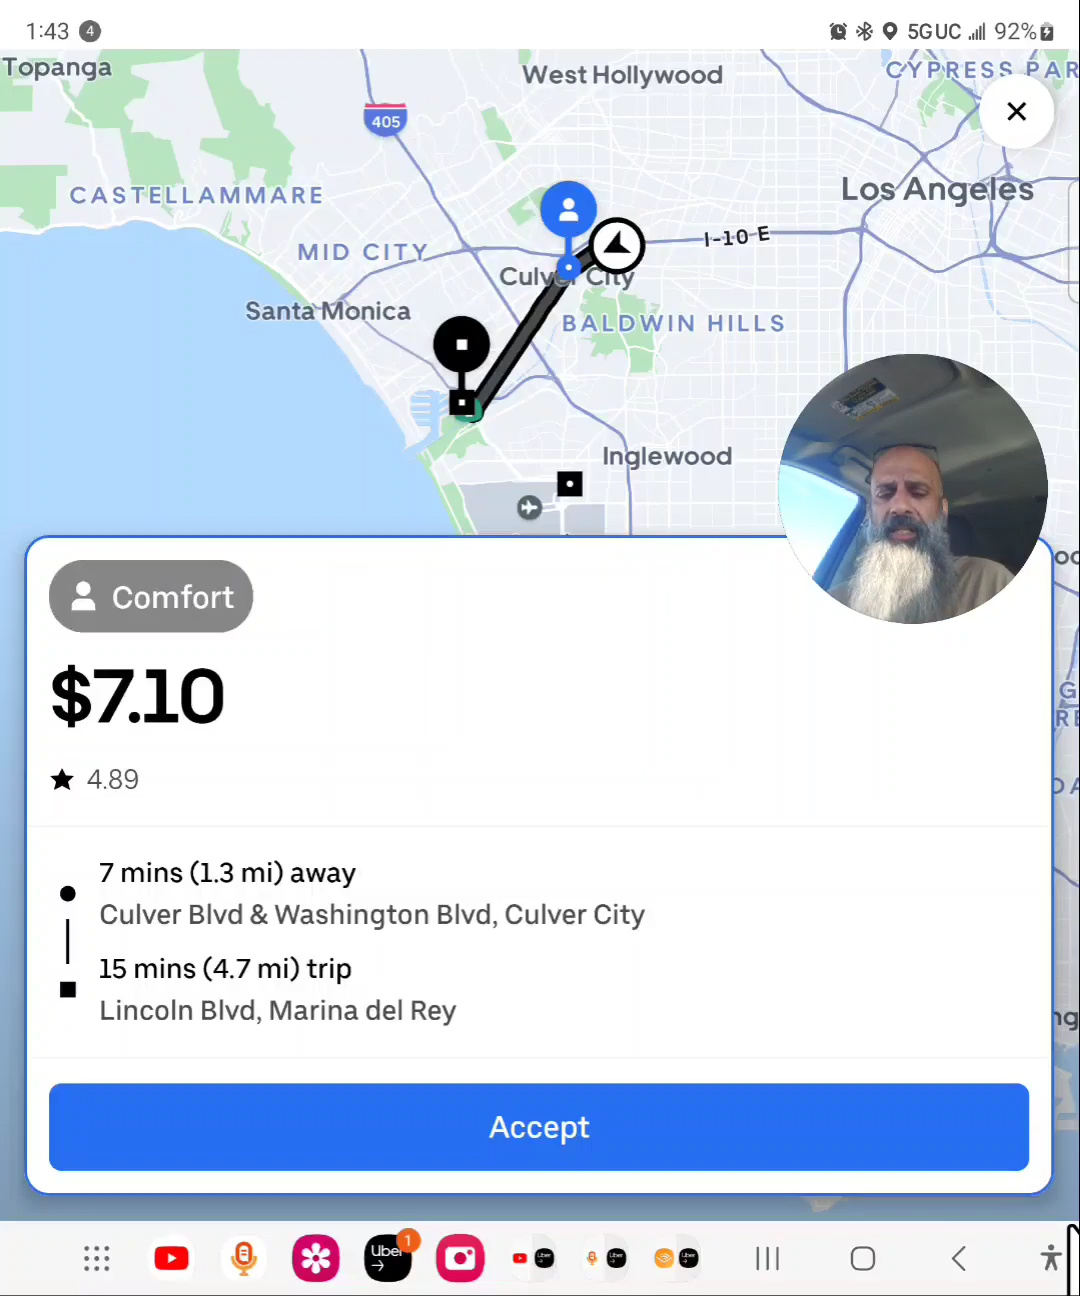 1:43
4
5GUC
92%
Topanga
West Hollywood
CYPRESS PAR
405
Los Angeles
CASTELLAMMARE
MID CITY
I-10 E
Culver City
Santa Monica
BALDWIN HILLS
Inglewood
Comfort
$7.10
4.89
7 mins (1.3 mi) away
Culver Blvd & Washington Blvd, Culver City
15 mins (4.7 mi) trip
Lincoln Blvd, Marina del Rey
Accept
Uber
1